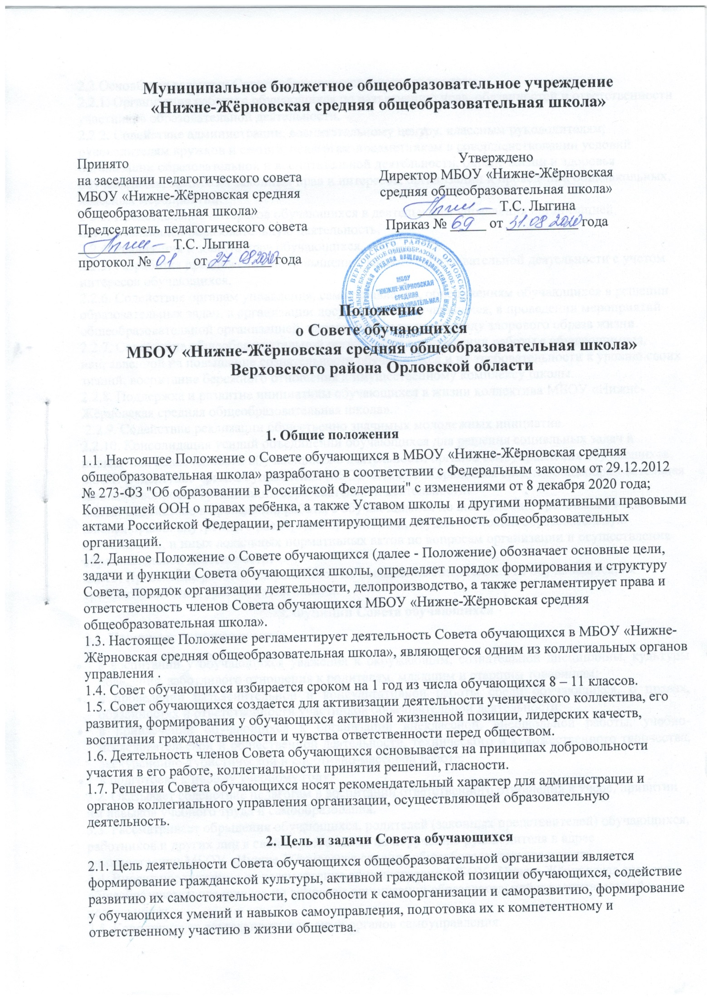 Муниципальное бюджетное общеобразовательное учреждение
«Нижне-Жёрновская средняя общеобразовательная школа»
Принято
на заседании педагогического совета
МБОУ «Нижне-Жёрновская средняя
общеобразовательная школа»
Председатель педагогического совета
Т.С. Лыгина
протокол № 01 от 27.08.2020 года
Утверждено
Директор МБОУ «Нижне-Жёрновская
средняя общеобразовательная школа»
Т.С. Лыгина
Приказ № 69 от 31.08.2020 года
ВЕРХОВСКОГО РАЙОНА ОРЛОВСКОЙ
МБОУ
"НИЖНЕ-ЖЁРНОВСКАЯ
СРЕДНЯЯ
ОБЩЕОБРАЗОВАТЕЛЬНАЯ
Положение
о Совете обучающихся
МБОУ «Нижне-Жёрновская средняя общеобразовательная школа»
Верховского района Орловской области
1. Общие положения
1.1. Настоящее Положение о Совете обучающихся в МБОУ «Нижне-Жёрновская средняя
общеобразовательная школа» разработано в соответствии с Федеральным законом от 29.12.2012
№ 273-ФЗ "Об образовании в Российской Федерации" с изменениями от 8 декабря 2020 года;
Конвенцией ООН о правах ребёнка, а также Уставом школы и другими нормативными правовыми
актами Российской Федерации, регламентирующими деятельность общеобразовательных
организаций.
1.2. Данное Положение о Совете обучающихся (далее - Положение) обозначает основные цели,
задачи и функции Совета обучающихся школы, определяет порядок формирования и структуру
Совета, порядок организации деятельности, делопроизводство, а также регламентирует права и
ответственность членов Совета обучающихся МБОУ «Нижне-Жёрновская средняя
общеобразовательная школа».
1.3. Настоящее Положение регламентирует деятельность Совета обучающихся в МБОУ «Нижне-
Жёрновская средняя общеобразовательная школа», являющегося одним из коллегиальных органов
управления .
1.4. Совет обучающихся избирается сроком на 1 год из числа обучающихся 8 – 11 классов.
1.5. Совет обучающихся создается для активизации деятельности ученического коллектива, его
развития, формирования у обучающихся активной жизненной позиции, лидерских качеств,
воспитания гражданственности и чувства ответственности перед обществом.
1.6. Деятельность членов Совета обучающихся основывается на принципах добровольности
участия в его работе, коллегиальности принятия решений, гласности.
1.7. Решения Совета обучающихся носят рекомендательный характер для администрации и
органов коллегиального управления организации, осуществляющей образовательную
деятельность.
2. Цель и задачи Совета обучающихся
2.1. Цель деятельности Совета обучающихся общеобразовательной организации является
формирование гражданской культуры, активной гражданской позиции обучающихся, содействие
развитию их самостоятельности, способности к самоорганизации и саморазвитию, формирование
у обучающихся умений и навыков самоуправления, подготовка их к компетентному и
ответственному участию в жизни общества.